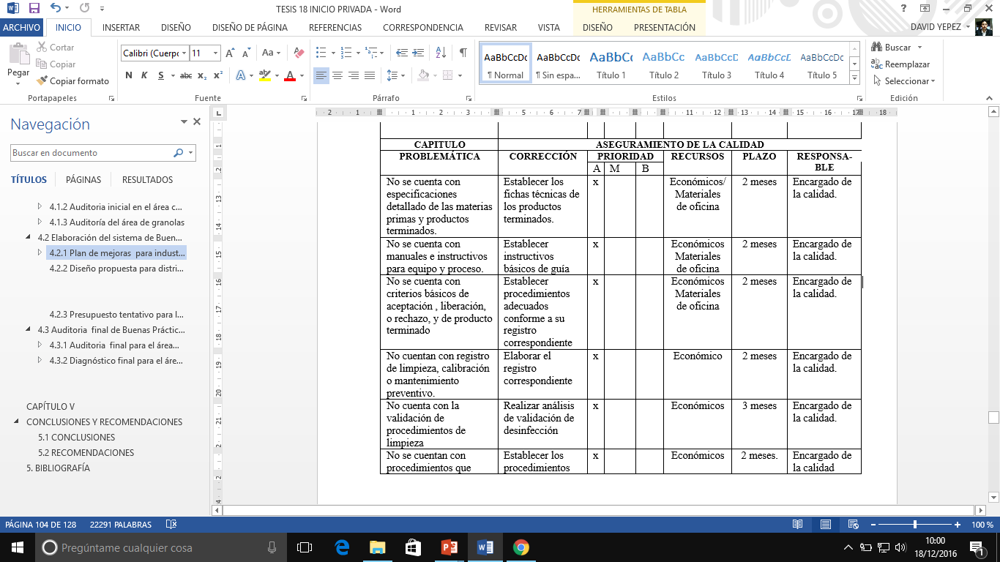 TESIS 18 INICIO PRIVADA - Word
HERRAMIENTAS DE TABLA
ARCHIVO INICIO INSERTAR DISEÑO DISEÑO DE PÁGINA REFERENCIAS CORRESPONDENCIA REVISAR VISTA DISEÑO PRESENTACIÓN
DAVID YEPEZ
Pegar
Cortar
Copiar
Copiar formato
Portapapeles
Calibri (Cuerpo 11
N K S abc x₂ x²
Fuente
Párrafo
AaBbCcDc AaBbCcDc AaBbCc AaBbCc AaBbCcD AaBbCcD AaBbCcDc
¶ Normal ¶ Sin espa... Título 1 Título 2 Título 3 Título 4 Título 5
Estilos
Buscar
Reemplazar
Seleccionar
Edición
Navegación
Buscar en documento
TÍTULOS PÁGINAS RESULTADOS
4.1.2 Auditoria inicial en el área c...
4.1.3 Auditoría del área de granolas
4.2 Elaboración del sistema de Buen...
4.2.1 Plan de mejoras para indust...
4.2.2 Diseño propuesta para distri...
4.2.3 Presupuesto tentativo para l...
4.3 Auditoria final de Buenas Práctic...
4.3.1 Auditoria final para el área...
4.3.2 Diagnóstico final para el áre...
CAPÍTULO V
CONCLUSIONES Y RECOMENDACIONES
5.1 CONCLUSIONES
5.2 RECOMENDACIONES
5. BIBLIOGRAFÍA
2 1 1 2 3 5 6 7 11 12 13 14 15 16 17 18
CAPITULO ASEGURAMIENTO DE LA CALIDAD
PROBLEMÁTICA CORRECCIÓN PRIORIDAD RECURSOS PLAZO RESPONSA-
BLE
A M B
No se cuenta con Establecer los x Económicos/ 2 meses Encargado de
especificaciones fichas técnicas de Materiales la calidad.
detallado de las materias los productos de oficina
primas y productos terminados.
terminados.
No se cuenta con Establecer x Económicos 2 meses Encargado de
manuales e instructivos instructivos Materiales la calidad.
para equipo y proceso. básicos de guía de oficina
No se cuenta con Establecer x Económicos 2 meses Encargado de
criterios básicos de procedimientos Materiales la calidad.
aceptación , liberación, adecuados de oficina
o rechazo, y de producto conforme a su
terminado registro
correspondiente
No cuentan con registro Elaborar el x Económico 2 meses Encargado de
de limpieza, calibración registro la calidad.
o mantenimiento correspondiente
preventivo.
No cuenta con la Realizar análisis x Económicos 3 meses Encargado de
validación de de validación de la calidad.
procedimientos de desinfección
limpieza
No se cuentan con Establecer los x Económicos 2 meses. Encargado de
procedimientos que procedimientos la calidad
PÁGINA 104 DE 128 22291 PALABRAS 100 %
Pregúntame cualquier cosa
10:00
18/12/2016